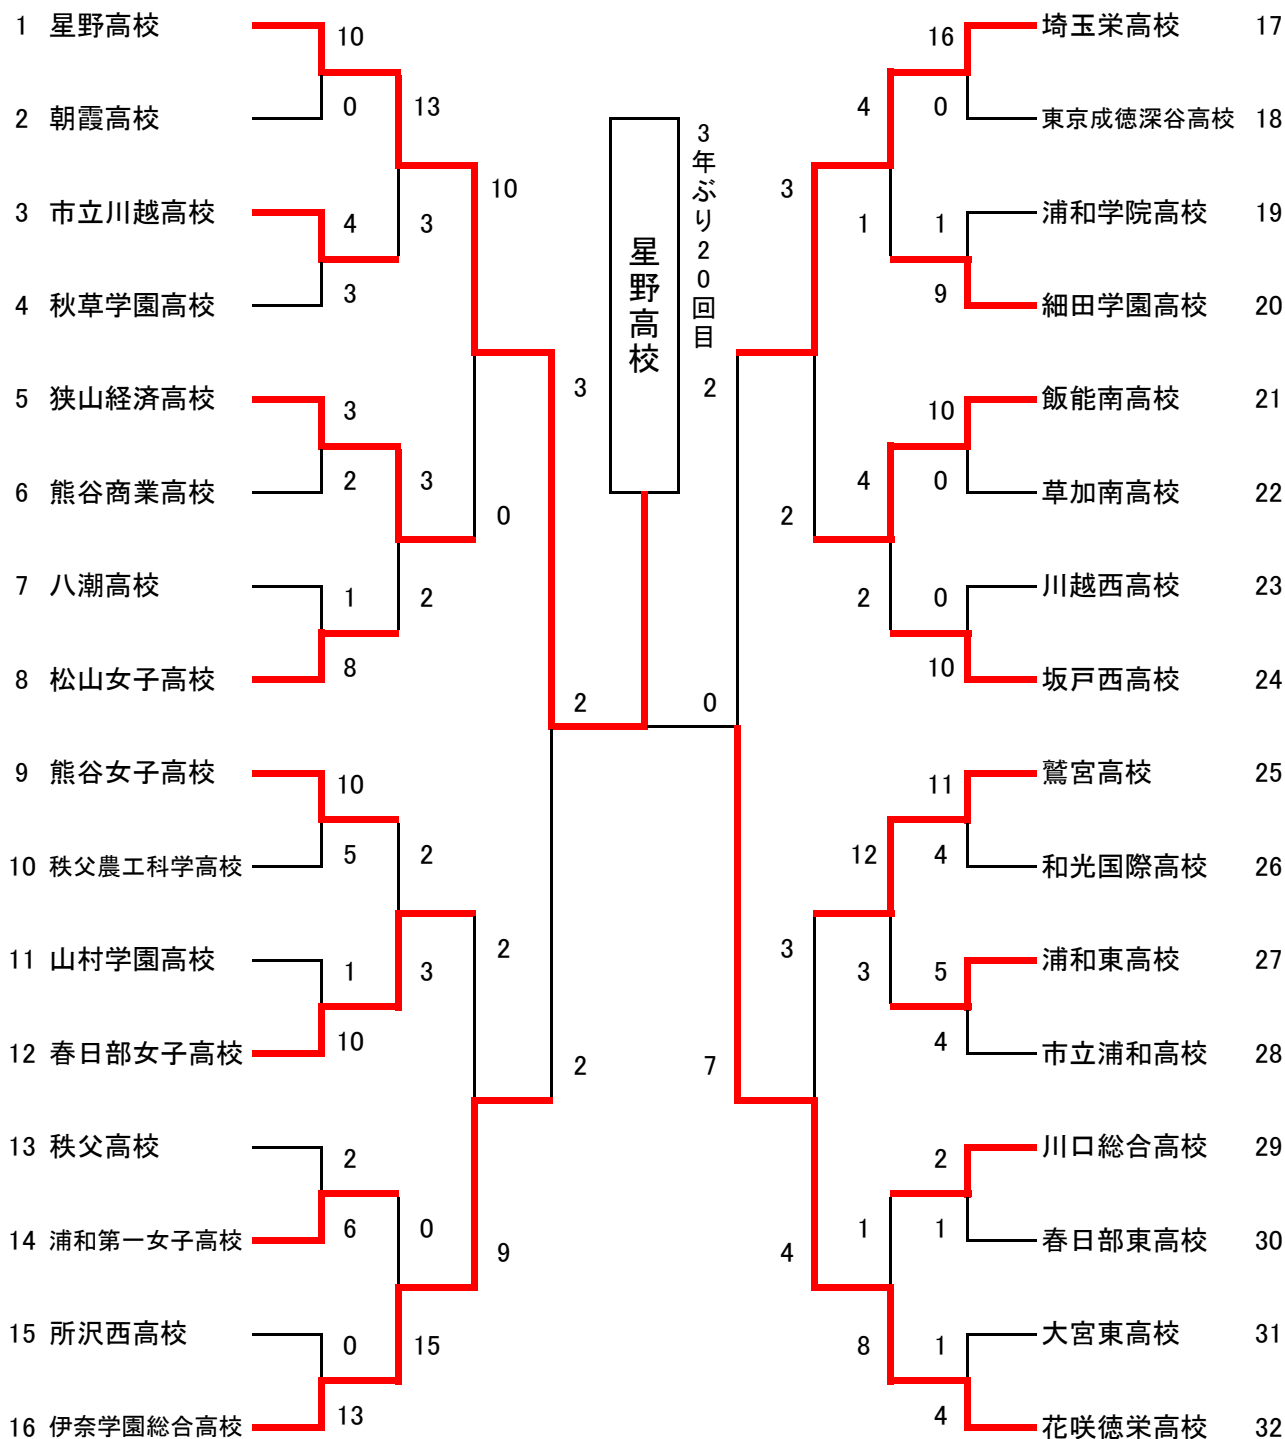 1 星野高校
10
0
2 朝霞高校
13
3 市立川越高校
4
3
3
4 秋草学園高校
10
5 狭山経済高校
3
2
6 熊谷商業高校
3
0
7 八潮高校
1
2
8 松山女子高校
8
3
2
9 熊谷女子高校
10
5
10 秩父農工科学高校
2
11 山村学園高校
1
3
12 春日部女子高校
10
2
2
13 秩父高校
2
6
14 浦和第一女子高校
0
9
15 所沢西高校
0
15
16 伊奈学園総合高校
13
星野高校
3年ぶり20回目
埼玉栄高校 17
16
0
東京成徳深谷高校 18
4
3
浦和学院高校 19
1
1
9
細田学園高校 20
2
飯能南高校 21
10
4
0
草加南高校 22
2
川越西高校 23
2
0
10
坂戸西高校 24
0
鷲宮高校 25
11
12
4
和光国際高校 26
3
浦和東高校 27
3
5
4
市立浦和高校 28
7
川口総合高校 29
2
1
1
春日部東高校 30
4
大宮東高校 31
8
1
4
花咲徳栄高校 32